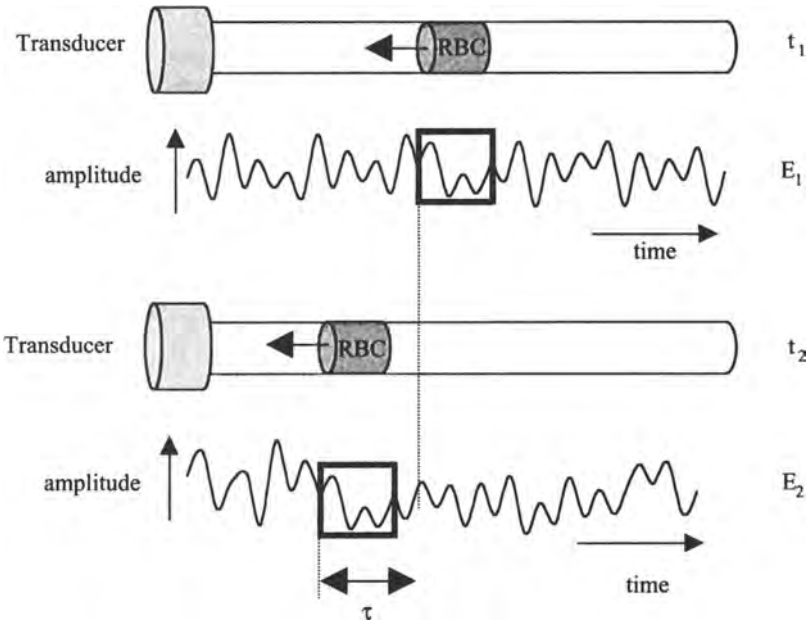 Transducer RBC t1
amplitude E1
time
Transducer RBC t2
amplitude E2
time
τ